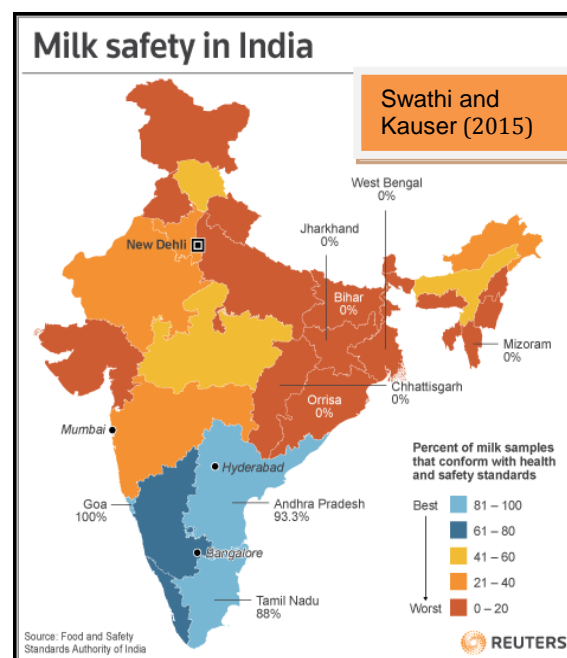 Milk safety in India
Swathi and
Kauser (2015)
West Bengal
0%
Jharkhand
0%
New Dehli
Bihar
0%
Mizoram
0%
Chhattisgarh
0%
Orrisa
0%
Mumbai
Hyderabad
Goa
100%
Andhra Pradesh
93.3%
Bangalore
Tamil Nadu
88%
Percent of milk samples
that conform with health
and safety standards
Best
81 – 100
61 – 80
41 – 60
21 – 40
Worst
0 – 20
Source: Food and Safety
Standards Authority of India
REUTERS